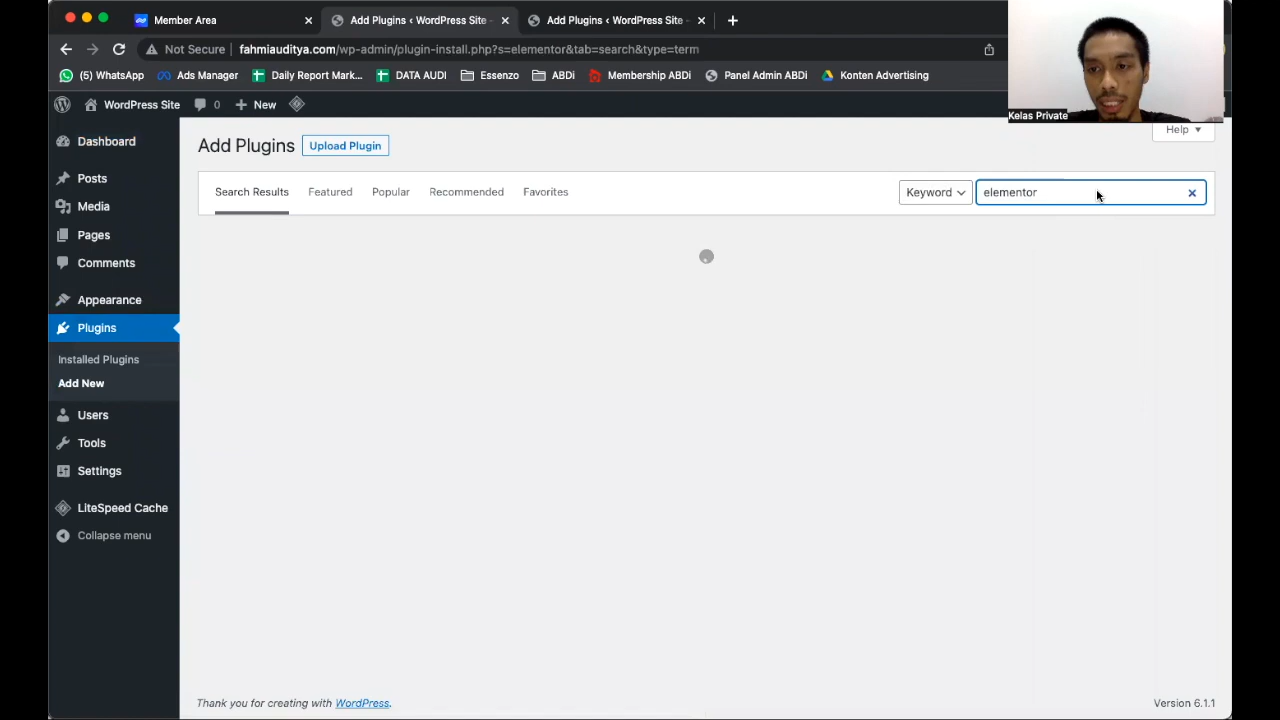 Member Area
Add Plugins ‹ WordPress Site -
Add Plugins ‹ WordPress Site -
Not Secure
fahmiauditya.com/wp-admin/plugin-install.php?s=elementor&tab=search&type=term
(5) WhatsApp
Ads Manager
Daily Report Mark...
DATA AUDI
Essenzo
ABDi
Membership ABDi
Panel Admin ABDi
Konten Advertising
Kelas Private
WordPress Site
0
New
Help
Dashboard
Posts
Media
Pages
Comments
Appearance
Plugins
Installed Plugins
Add New
Users
Tools
Settings
LiteSpeed Cache
Collapse menu
Add Plugins
Upload Plugin
Search Results
Featured
Popular
Recommended
Favorites
Keyword
elementor
Thank you for creating with WordPress.
Version 6.1.1